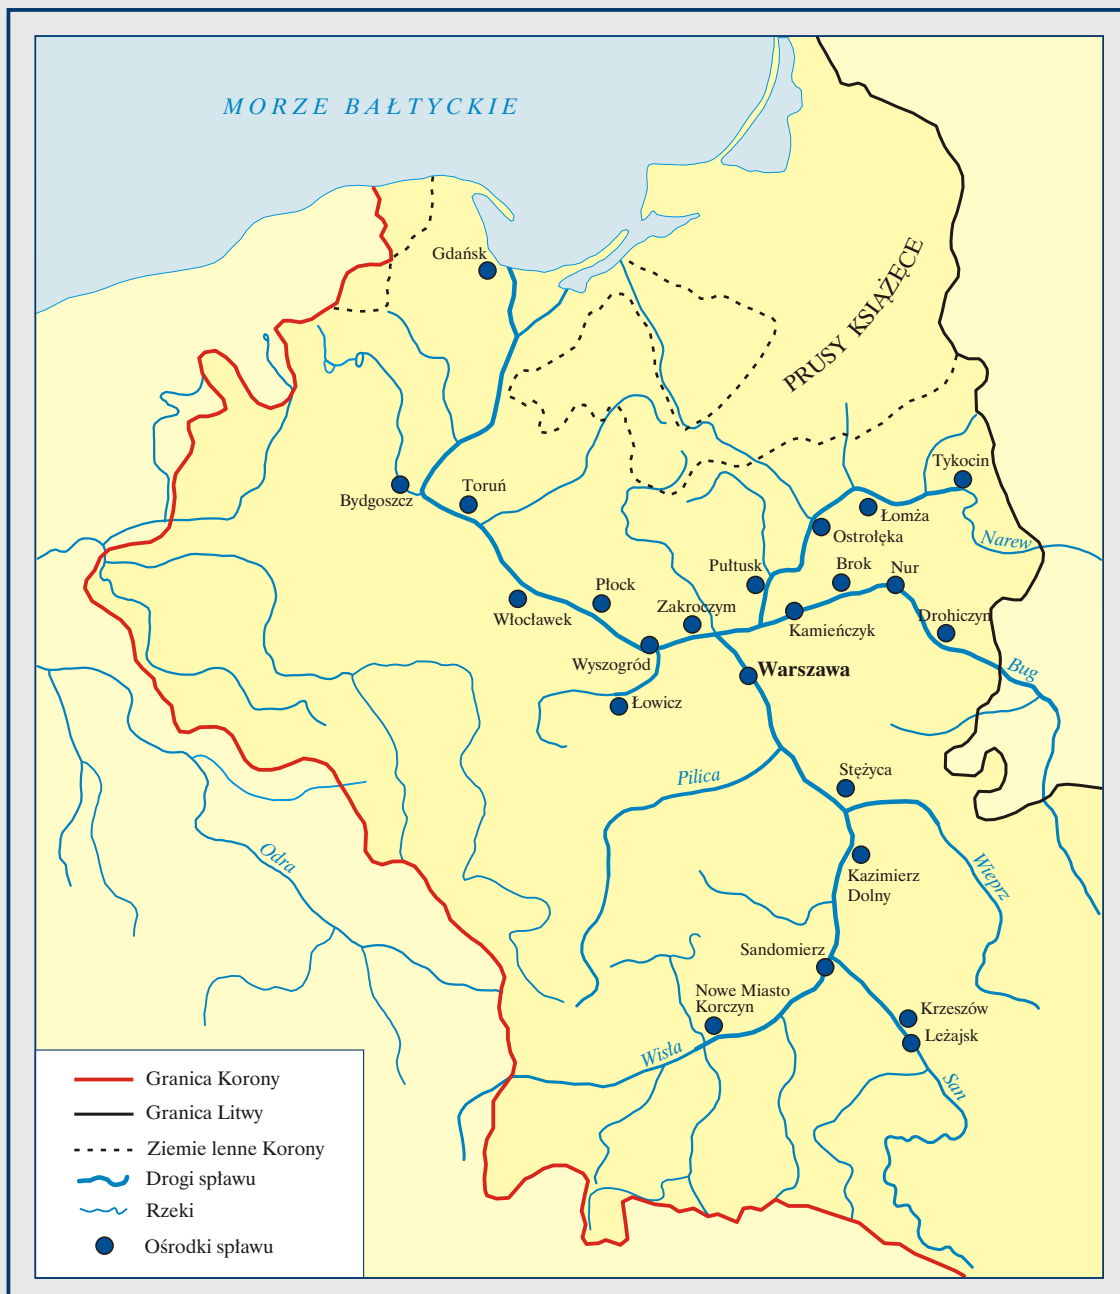 MORZE BAŁTYCKIE
Gdańsk
PRUSY KSIĄŻĘCE
Tykocin
Bydgoszcz
Toruń
Łomża
Ostrołęka
Narew
Pułtusk
Brok
Nur
Płock
Włocławek
Zakroczym
Kamieńczyk
Drohiczyn
Wyszogród
Warszawa
Bug
Łowicz
Pilica
Stężyca
Odra
Kazimierz
Dolny
Wieprz
Sandomierz
Nowe Miasto
Korczyn
Krzeszów
Leżajsk
Wisła
San
Granica Korony
Granica Litwy
Ziemie lenne Korony
Drogi spławu
Rzeki
Ośrodki spławu